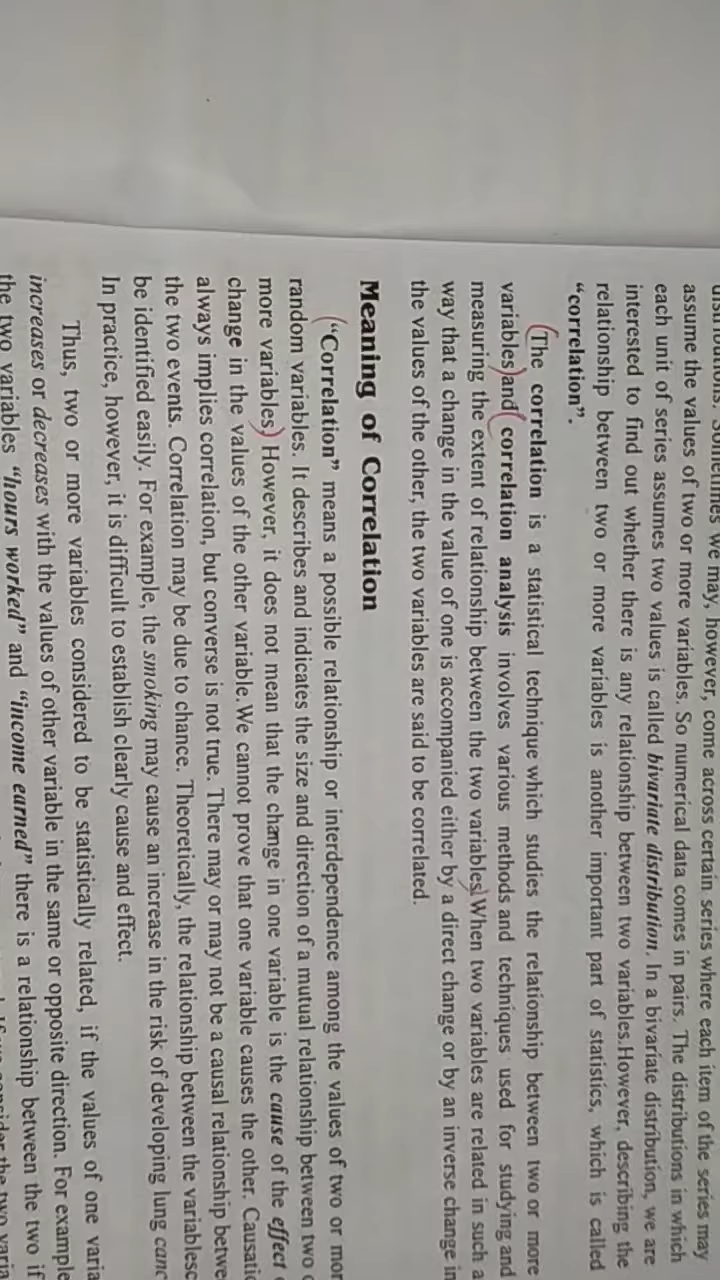 distributions. Sometimes we may, however, come across certain series where each item of the series may
assume the values of two or more variables. So numerical data comes in pairs. The distributions in which
each unit of series assumes two values is called bivariate distribution. In a bivariate distribution, we are
interested to find out whether there is any relationship between two variables.However, describing the
relationship between two or more variables is another important part of statistics, which is called
“correlation”.
(The correlation is a statistical technique which studies the relationship between two or more
variables)and(correlation analysis involves various methods and techniques used for studying and
measuring the extent of relationship between the two variables)When two variables are related in such a
way that a change in the value of one is accompanied either by a direct change or by an inverse change in
the values of the other, the two variables are said to be correlated.
Meaning of Correlation
(“Correlation” means a possible relationship or interdependence among the values of two or mor
random variables. It describes and indicates the size and direction of a mutual relationship between two
more variables) However, it does not mean that the change in one variable is the cause of the effect
change in the values of the other variable. We cannot prove that one variable causes the other. Causati
always implies correlation, but converse is not true. There may or may not be a causal relationship betwe
the two events. Correlation may be due to chance. Theoretically, the relationship between the variablesc
be identified easily. For example, the smoking may cause an increase in the risk of developing lung canc
In practice, however, it is difficult to establish clearly cause and effect.
Thus, two or more variables considered to be statistically related, if the values of one varia
increases or decreases with the values of other variable in the same or opposite direction. For example
the two variables “hours worked” and “income earned” there is a relationship between the two if